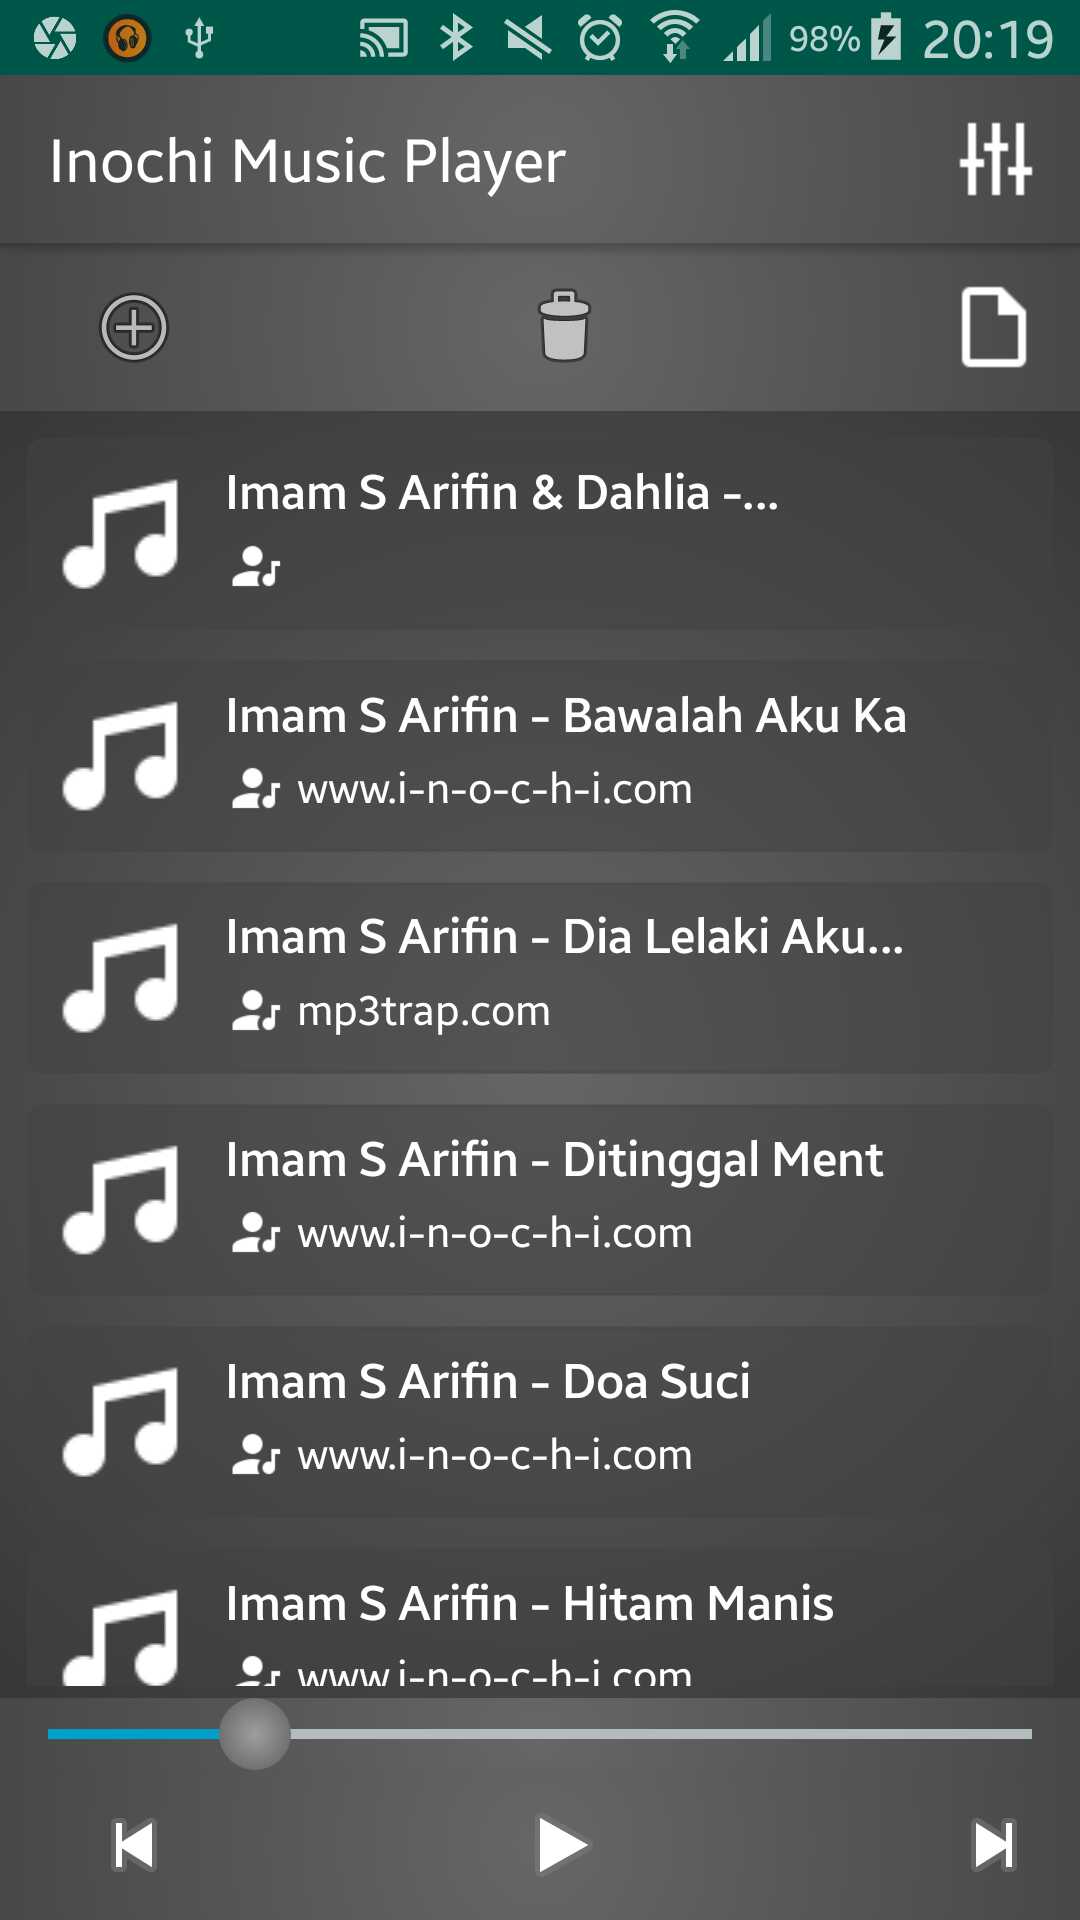 98% 20:19
Inochi Music Player
Imam S Arifin & Dahlia -...
Imam S Arifin - Bawalah Aku Ka
www.i-n-o-c-h-i.com
Imam S Arifin - Dia Lelaki Aku...
mp3trap.com
Imam S Arifin - Ditinggal Ment
www.i-n-o-c-h-i.com
Imam S Arifin - Doa Suci
www.i-n-o-c-h-i.com
Imam S Arifin - Hitam Manis
www.i-n-o-c-h-i.com